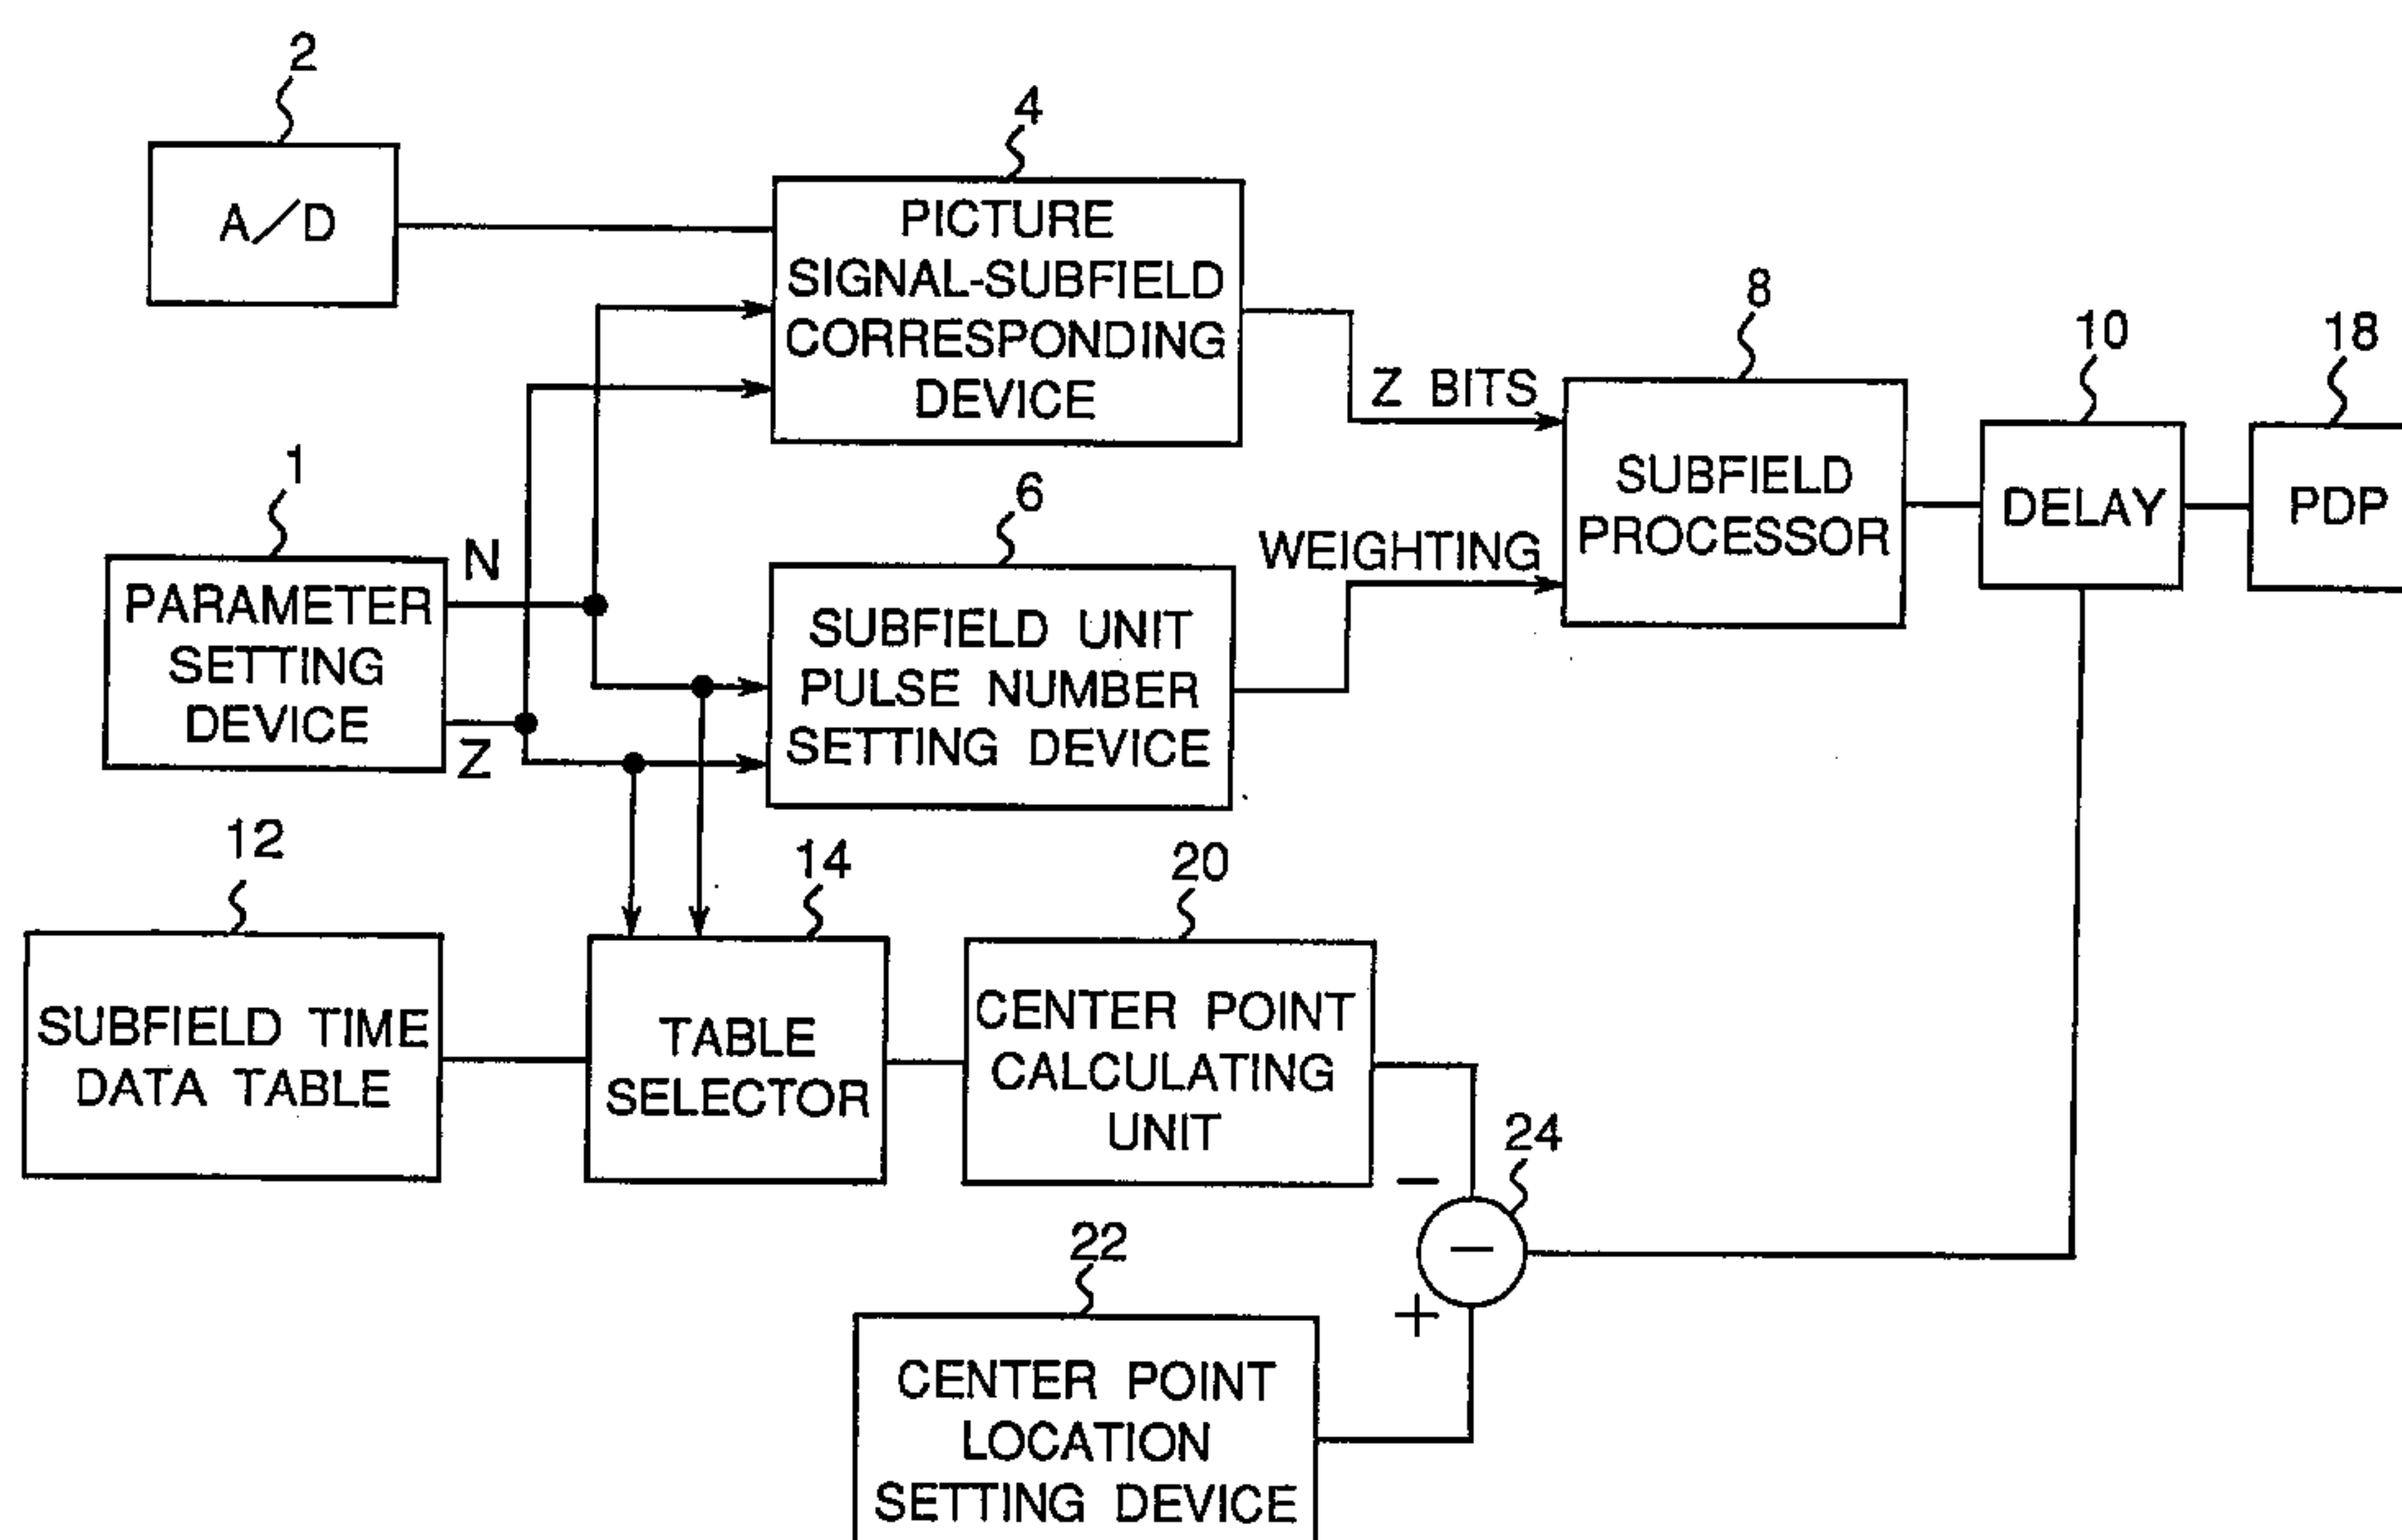 2
A/D
4
PICTURE
SIGNAL-SUBFIELD
CORRESPONDING
DEVICE
1
PARAMETER
SETTING
DEVICE
N
Z
6
SUBFIELD UNIT
PULSE NUMBER
SETTING DEVICE
Z BITS
WEIGHTING
8
SUBFIELD
PROCESSOR
10
DELAY
18
PDP
12
SUBFIELD TIME
DATA TABLE
14
TABLE
SELECTOR
20
CENTER POINT
CALCULATING
UNIT
−
24
−
+
22
CENTER POINT
LOCATION
SETTING DEVICE